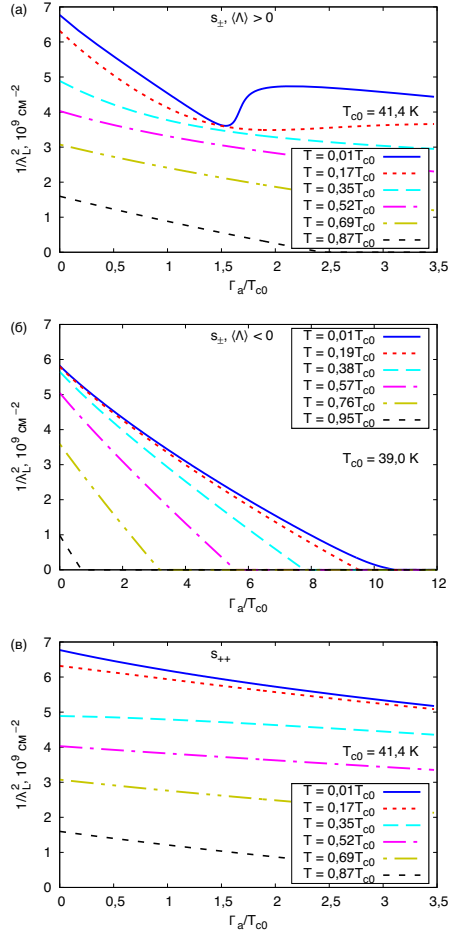 (а)
s±, ⟨Λ⟩ > 0
7
6
5
4
3
2
1
0
1/λ_L^2, 10^9 см^−2
T_c0 = 41,4 K
T = 0,01T_c0
T = 0,17T_c0
T = 0,35T_c0
T = 0,52T_c0
T = 0,69T_c0
T = 0,87T_c0
0 0,5 1 1,5 2 2,5 3 3,5
Γ_a/T_c0
(б)
s±, ⟨Λ⟩ < 0
7
6
5
4
3
2
1
0
1/λ_L^2, 10^9 см^−2
T = 0,01T_c0
T = 0,19T_c0
T = 0,38T_c0
T = 0,57T_c0
T = 0,76T_c0
T = 0,95T_c0
T_c0 = 39,0 K
0 2 4 6 8 10 12
Γ_a/T_c0
(в)
s++
7
6
5
4
3
2
1
0
1/λ_L^2, 10^9 см^−2
T_c0 = 41,4 K
T = 0,01T_c0
T = 0,17T_c0
T = 0,35T_c0
T = 0,52T_c0
T = 0,69T_c0
T = 0,87T_c0
0 0,5 1 1,5 2 2,5 3 3,5
Γ_a/T_c0